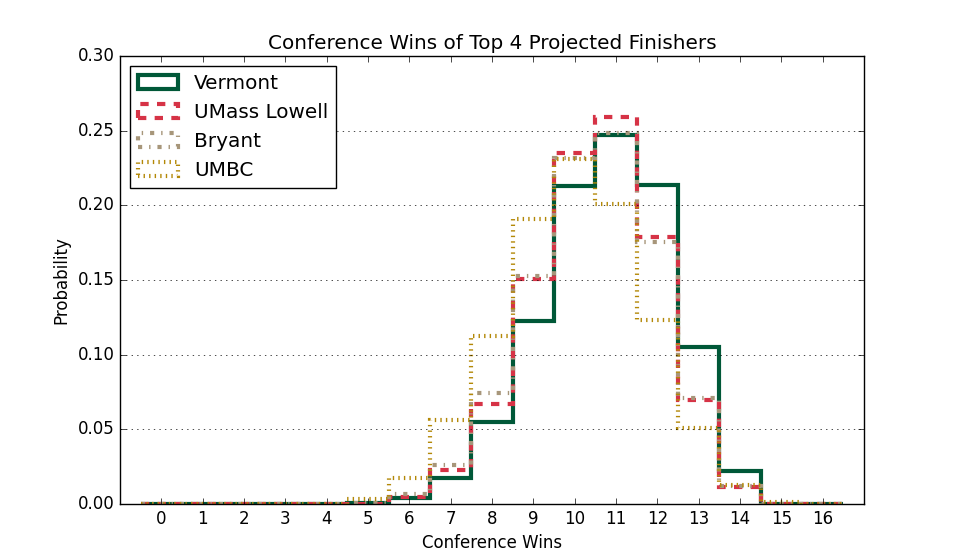 Conference Wins of Top 4 Projected Finishers
0.30
0.25
0.20
0.15
0.10
0.05
0.00
Probability
Vermont
UMass Lowell
Bryant
UMBC
0 1 2 3 4 5 6 7 8 9 10 11 12 13 14 15 16
Conference Wins